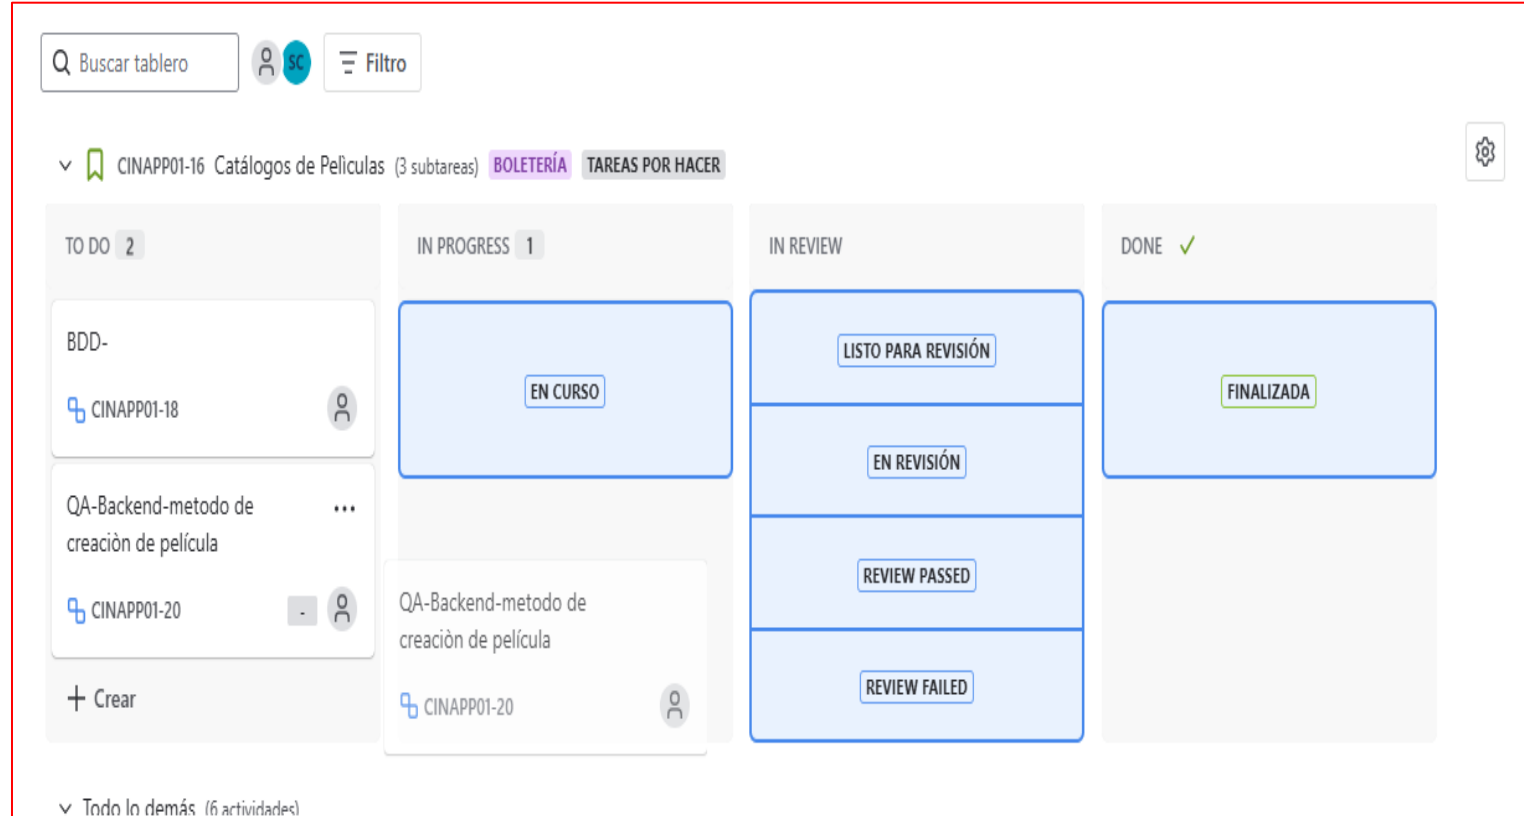 Buscar tablero
SC
Filtro
CINAPP01-16 Catálogos de Pelìculas (3 subtareas) BOLETERÍA TAREAS POR HACER
TO DO 2
IN PROGRESS 1
IN REVIEW
DONE
BDD-
CINAPP01-18
QA-Backend-metodo de
creaciòn de película
CINAPP01-20
-
Crear
EN CURSO
QA-Backend-metodo de
creaciòn de película
CINAPP01-20
LISTO PARA REVISIÓN
EN REVISIÓN
REVIEW PASSED
REVIEW FAILED
FINALIZADA
Todo lo demás (6 actividades)